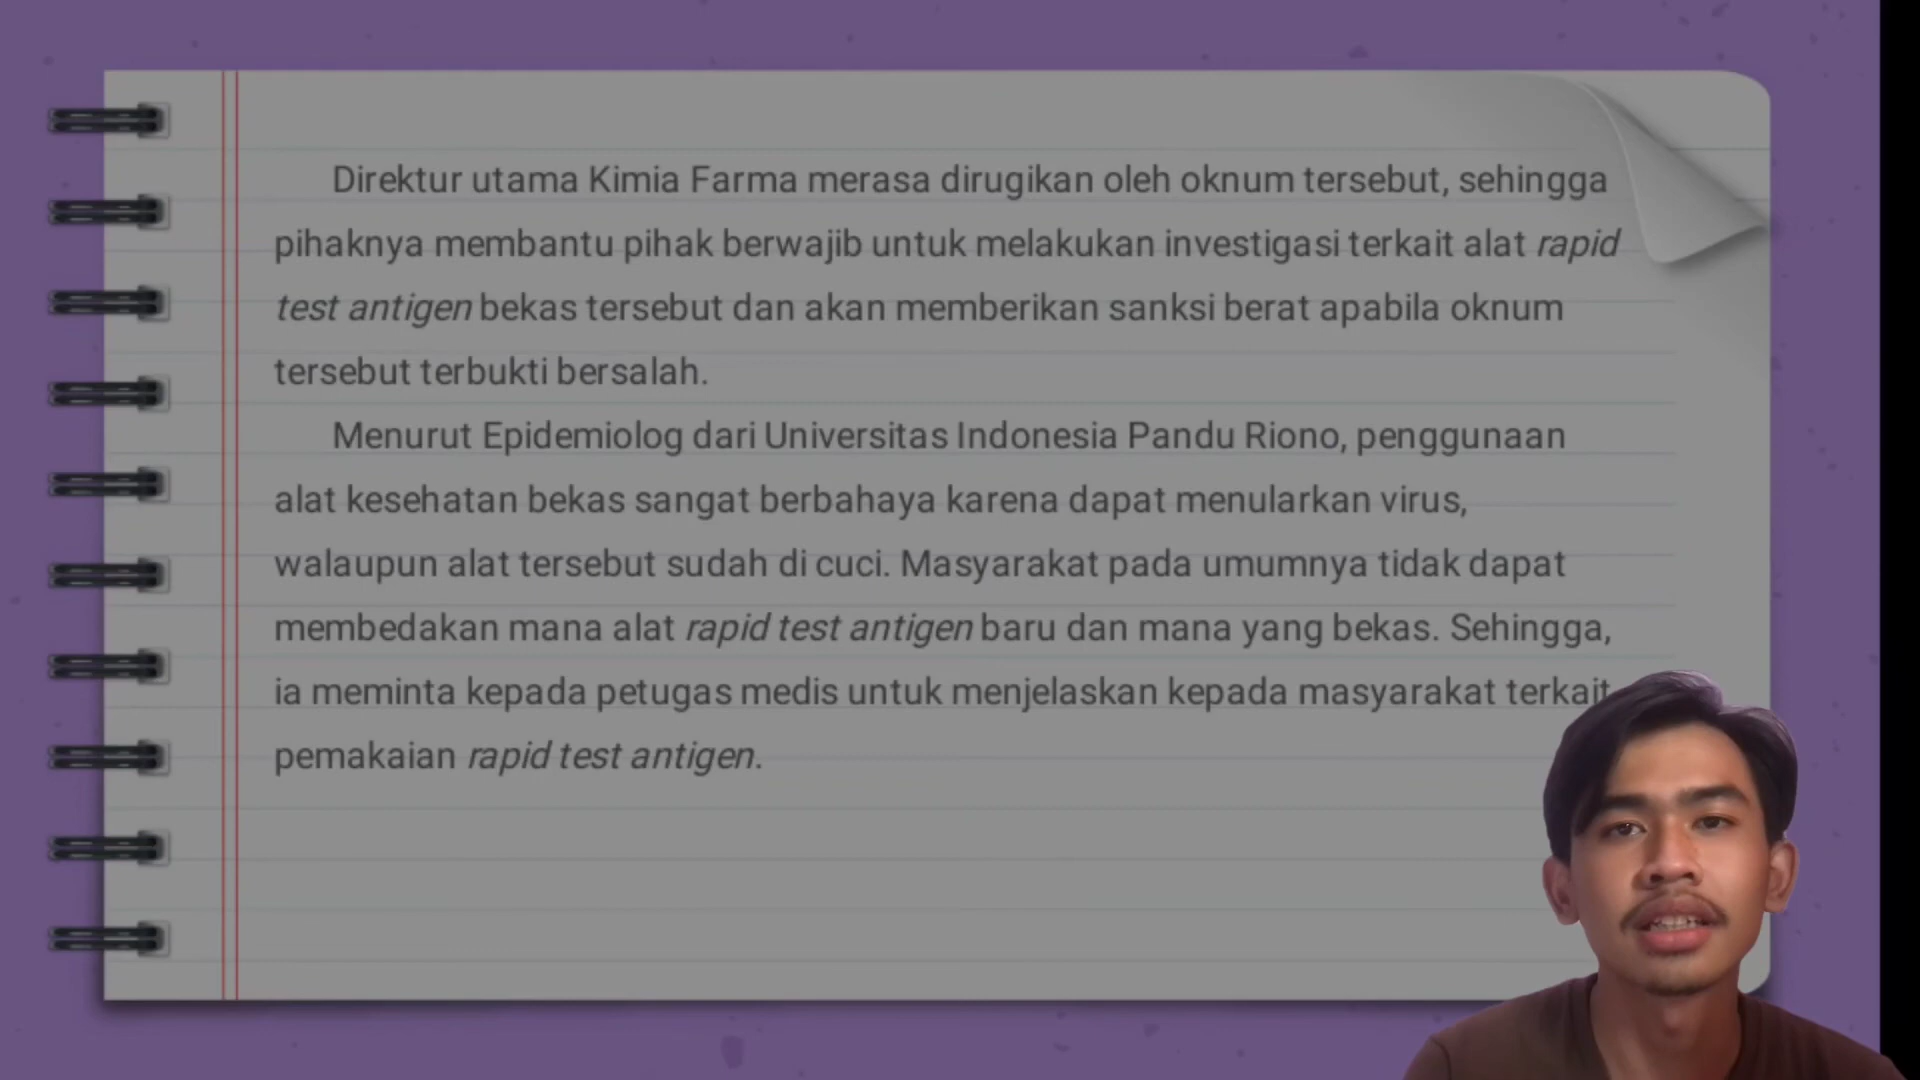 Direktur utama Kimia Farma merasa dirugikan oleh oknum tersebut, sehingga
pihaknya membantu pihak berwajib untuk melakukan investigasi terkait alat rapid
test antigen bekas tersebut dan akan memberikan sanksi berat apabila oknum
tersebut terbukti bersalah.
Menurut Epidemiolog dari Universitas Indonesia Pandu Riono, penggunaan
alat kesehatan bekas sangat berbahaya karena dapat menularkan virus,
walaupun alat tersebut sudah di cuci. Masyarakat pada umumnya tidak dapat
membedakan mana alat rapid test antigen baru dan mana yang bekas. Sehingga,
ia meminta kepada petugas medis untuk menjelaskan kepada masyarakat terkait
pemakaian rapid test antigen.